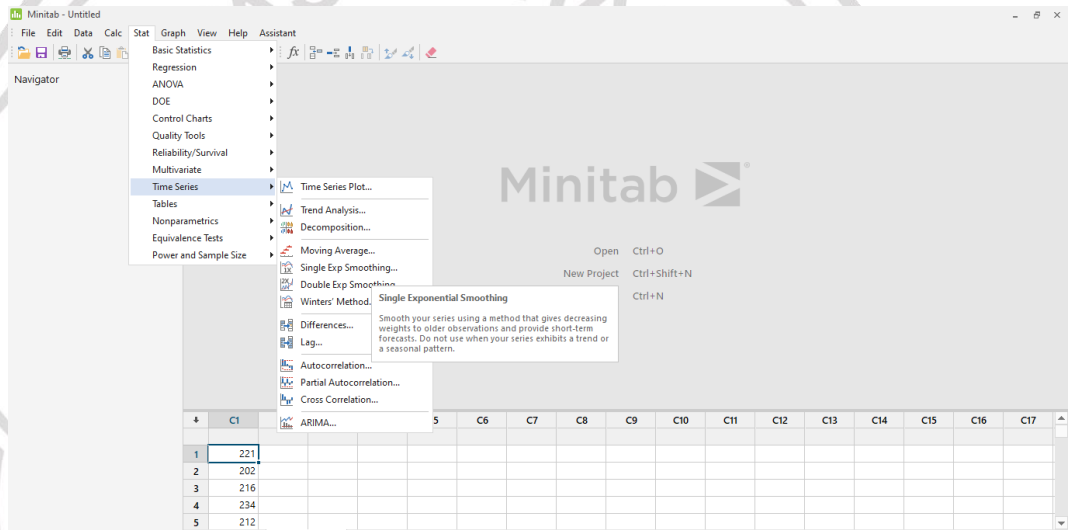 Minitab - Untitled
File Edit Data Calc Stat Graph View Help Assistant
fx
Navigator
Basic Statistics
Regression
ANOVA
DOE
Control Charts
Quality Tools
Reliability/Survival
Multivariate
Time Series
Tables
Nonparametrics
Equivalence Tests
Power and Sample Size
Time Series Plot...
Trend Analysis...
Decomposition...
Moving Average...
Single Exp Smoothing...
Double Exp Smoothing
Winters' Method.
Differences...
Lag...
Autocorrelation...
Partial Autocorrelation...
Cross Correlation...
ARIMA...
Single Exponential Smoothing
Smooth your series using a method that gives decreasing
weights to older observations and provide short-term
forecasts. Do not use when your series exhibits a trend or
a seasonal pattern.
Minitab
Open Ctrl+O
New Project Ctrl+Shift+N
Ctrl+N
C1 5 C6 C7 C8 C9 C10 C11 C12 C13 C14 C15 C16 C17
1 221
2 202
3 216
4 234
5 212